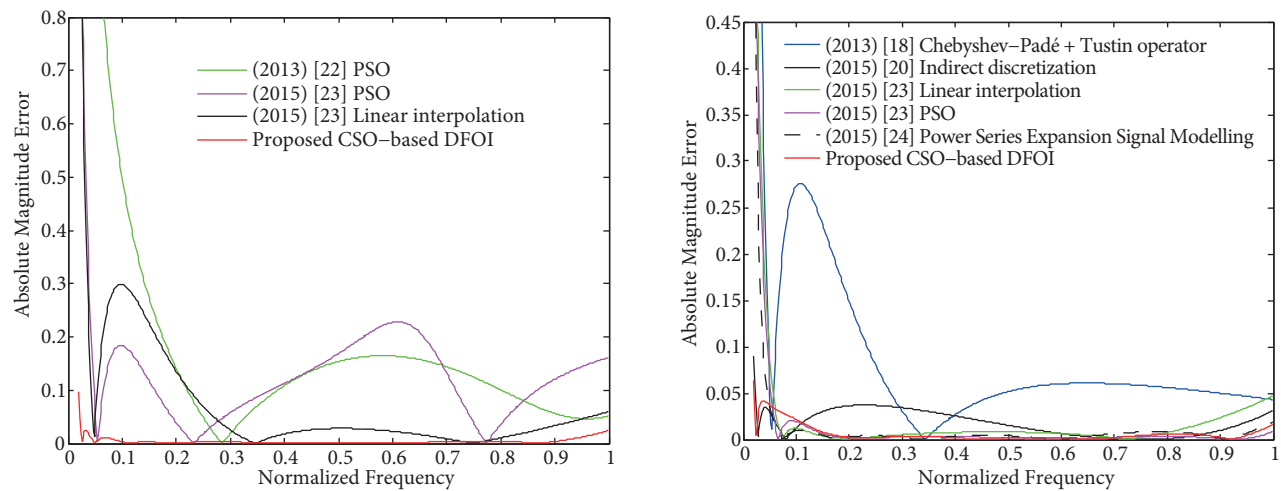 0.8
0.7
0.6
0.5
0.4
0.3
0.2
0.1
0
Absolute Magnitude Error
(2013) [22] PSO
(2015) [23] PSO
(2015) [23] Linear interpolation
Proposed CSO−based DFOI
0 0.1 0.2 0.3 0.4 0.5 0.6 0.7 0.8 0.9 1
Normalized Frequency
0.45
0.4
0.35
0.3
0.25
0.2
0.15
0.1
0.05
0
Absolute Magnitude Error
(2013) [18] Chebyshev−Padé + Tustin operator
(2015) [20] Indirect discretization
(2015) [23] Linear interpolation
(2015) [23] PSO
(2015) [24] Power Series Expansion Signal Modelling
Proposed CSO−based DFOI
0 0.1 0.2 0.3 0.4 0.5 0.6 0.7 0.8 0.9 1
Normalized Frequency